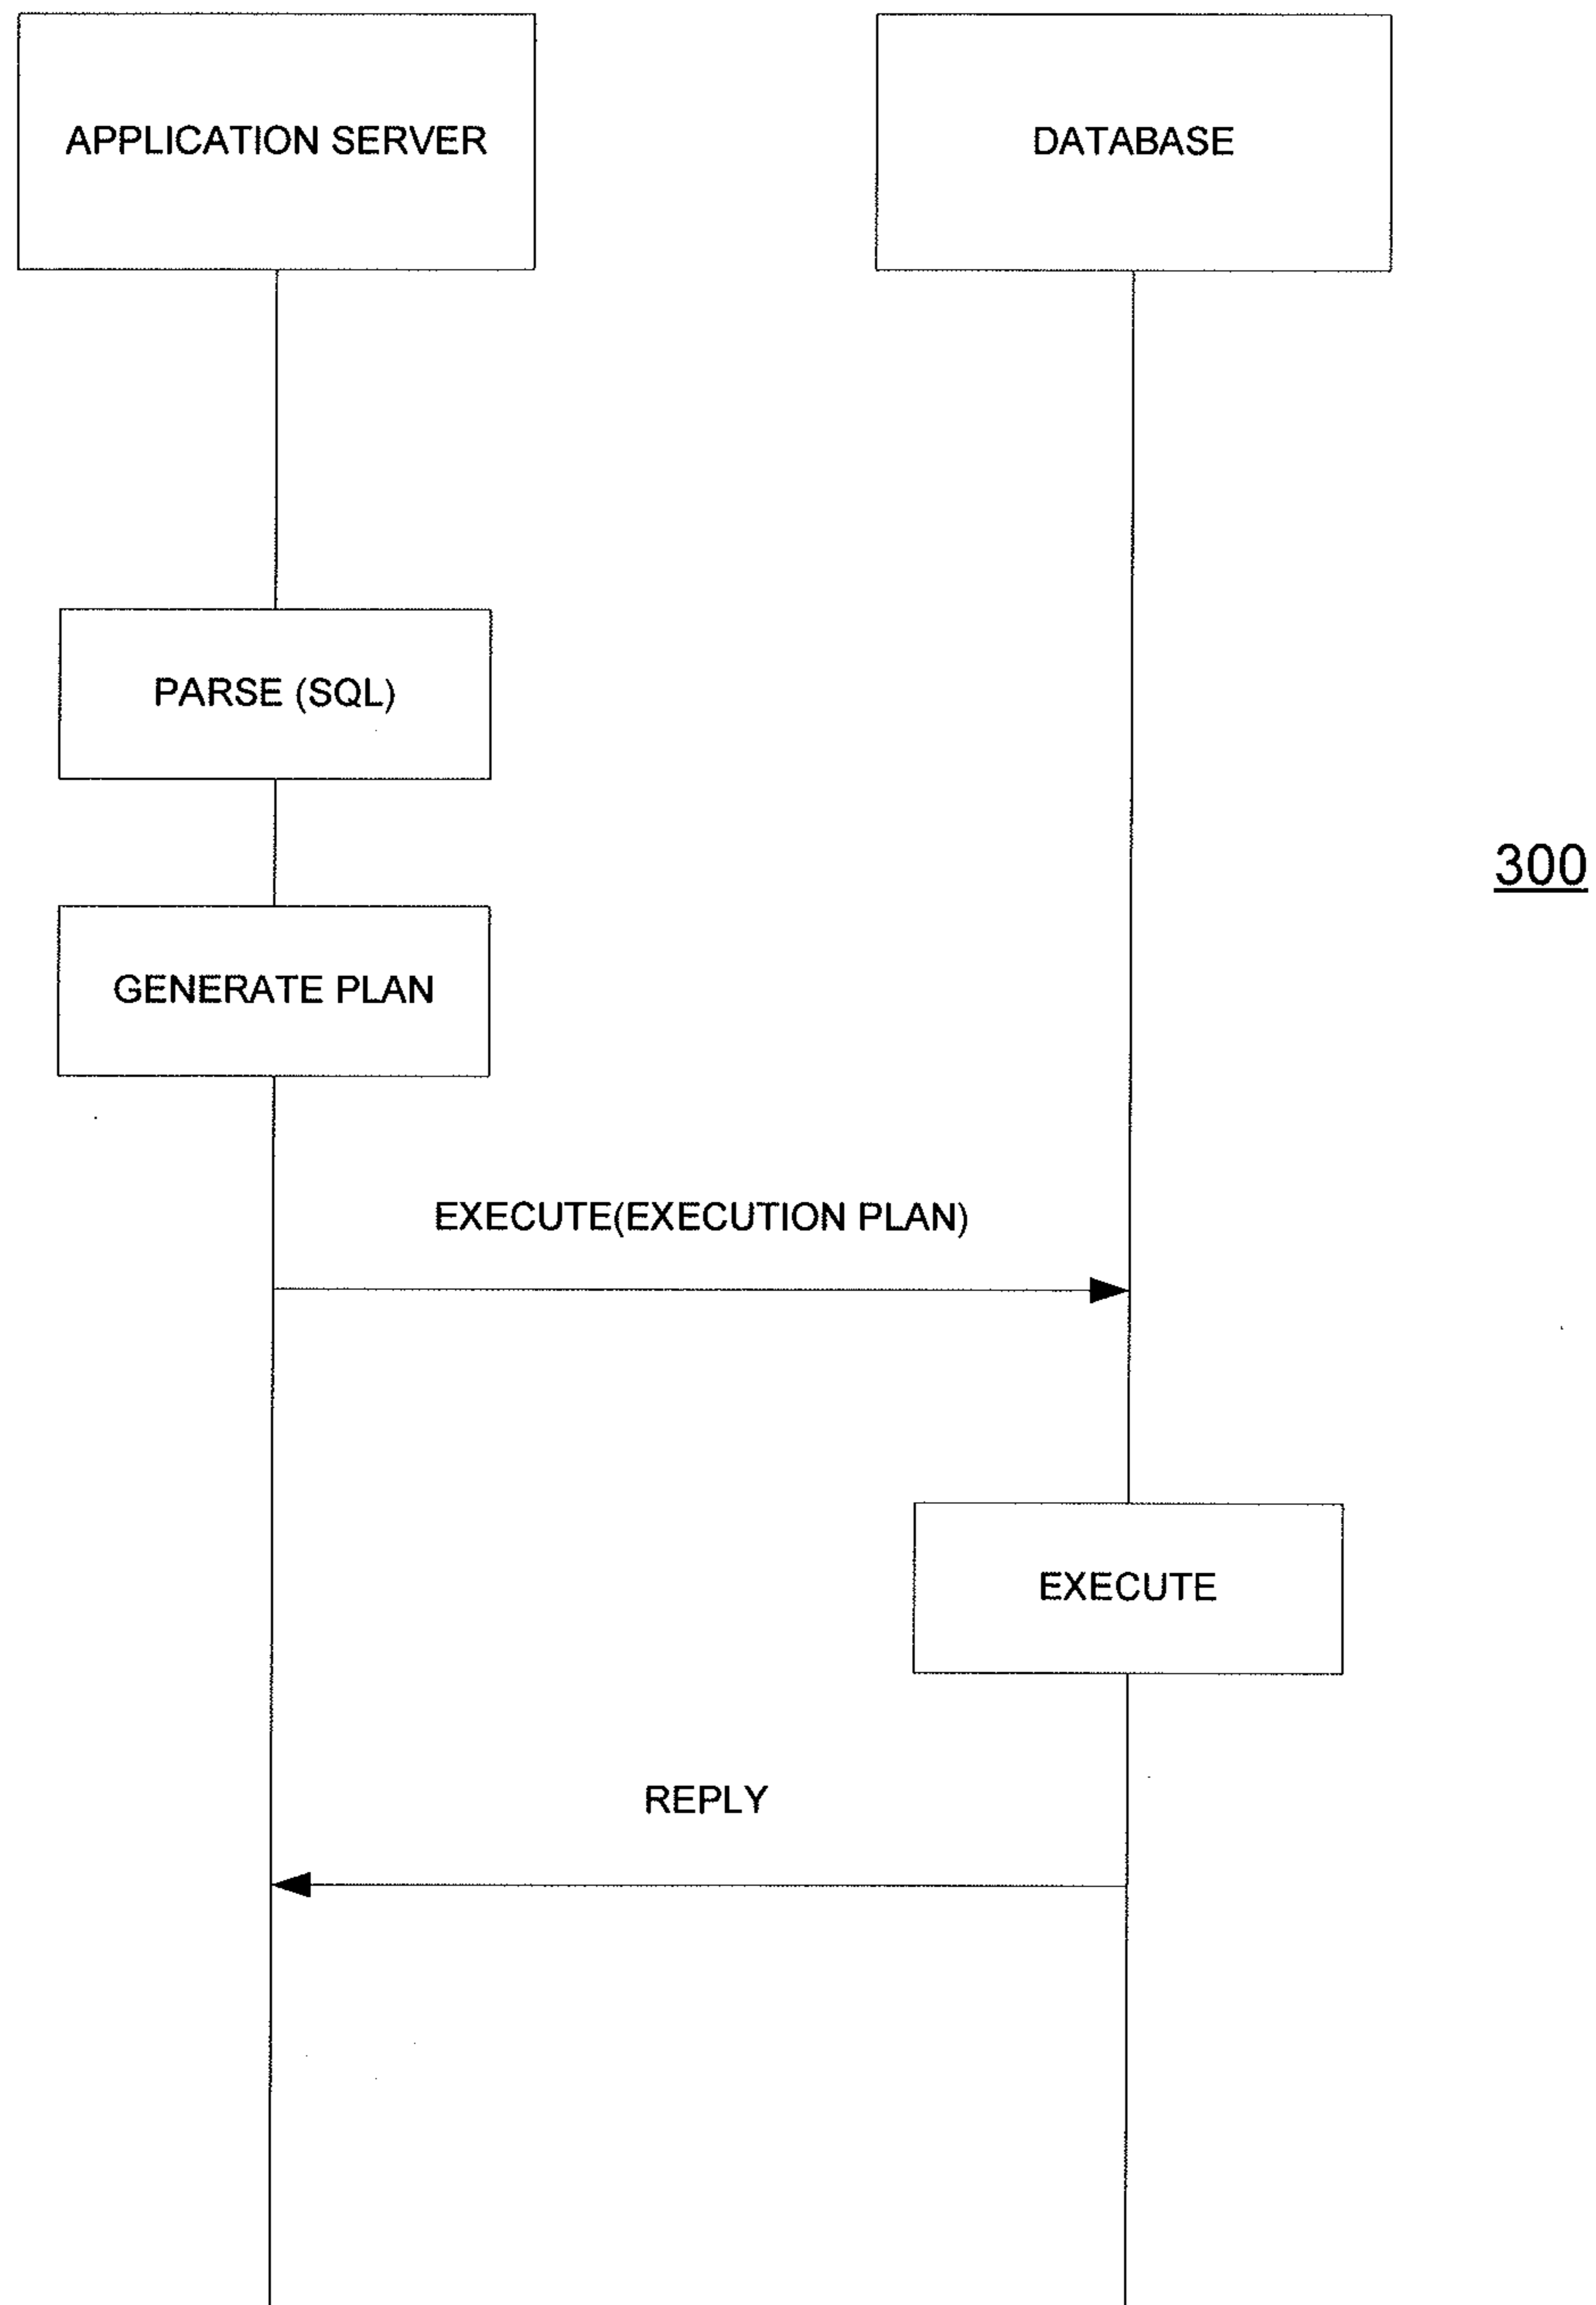 APPLICATION SERVER
DATABASE
PARSE (SQL)
300
GENERATE PLAN
EXECUTE(EXECUTION PLAN)
EXECUTE
REPLY